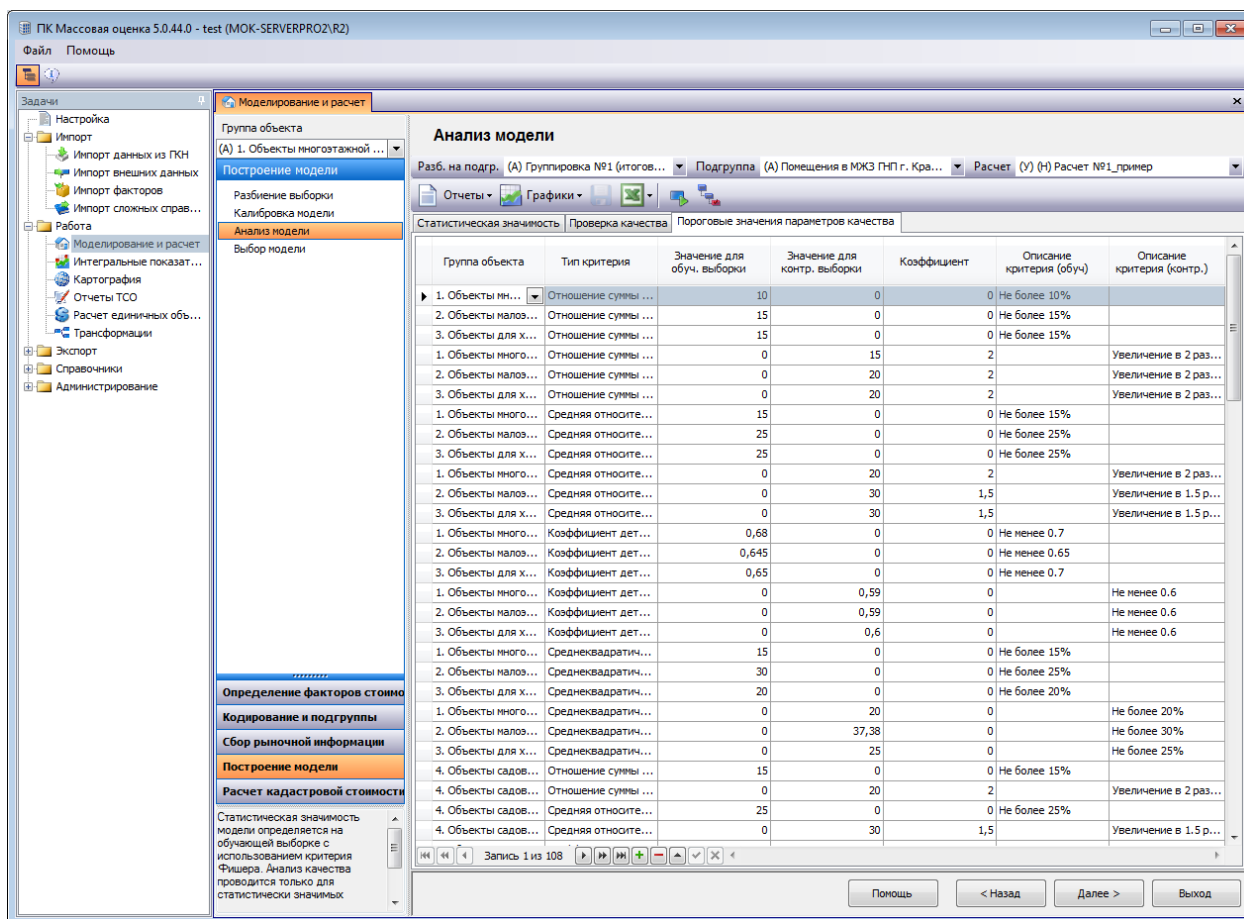 ПК Массовая оценка 5.0.44.0 - test (MOK-SERVERPRO2\R2)
Файл Помощь
Задачи
Настройка
Импорт
Импорт данных из ГКН
Импорт внешних данных
Импорт факторов
Импорт сложных справ...
Работа
Моделирование и расчет
Интегральные показат...
Картография
Отчеты ТСО
Расчет единичных объ...
Трансформации
Экспорт
Справочники
Администрирование
Моделирование и расчет
Группа объекта
(А) 1. Объекты многоэтажной ...
Построение модели
Разбиение выборки
Калибровка модели
Анализ модели
Выбор модели
Определение факторов стоимо
Кодирование и подгруппы
Сбор рыночной информации
Построение модели
Расчет кадастровой стоимости
Статистическая значимость
модели определяется на
обучающей выборке с
использованием критерия
Фишера. Анализ качества
проводится только для
статистически значимых
Анализ модели
Разб. на подгр. (А) Группировка №1 (итогов... Подгруппа (А) Помещения в МЖЗ ГНП г. Кра... Расчет (У) (Н) Расчет №1_пример
Отчеты Графики
Статистическая значимость Проверка качества Пороговые значения параметров качества
Группа объекта Тип критерия Значение для обуч. выборки Значение для контр. выборки Коэффициент Описание критерия (обуч) Описание критерия (контр.)
1. Объекты мн... Отношение суммы ... 10 0 0 Не более 10%
2. Объекты малоэ... Отношение суммы ... 15 0 0 Не более 15%
3. Объекты для х... Отношение суммы ... 15 0 0 Не более 15%
1. Объекты много... Отношение суммы ... 0 15 2 Увеличение в 2 раз...
2. Объекты малоэ... Отношение суммы ... 0 20 2 Увеличение в 2 раз...
3. Объекты для х... Отношение суммы ... 0 20 2 Увеличение в 2 раз...
1. Объекты много... Средняя относите... 15 0 0 Не более 15%
2. Объекты малоэ... Средняя относите... 25 0 0 Не более 25%
3. Объекты для х... Средняя относите... 25 0 0 Не более 25%
1. Объекты много... Средняя относите... 0 20 2 Увеличение в 2 раз...
2. Объекты малоэ... Средняя относите... 0 30 1,5 Увеличение в 1.5 р...
3. Объекты для х... Средняя относите... 0 30 1,5 Увеличение в 1.5 р...
1. Объекты много... Коэффициент дет... 0,68 0 0 Не менее 0.7
2. Объекты малоэ... Коэффициент дет... 0,645 0 0 Не менее 0.65
3. Объекты для х... Коэффициент дет... 0,65 0 0 Не менее 0.7
1. Объекты много... Коэффициент дет... 0 0,59 0 Не менее 0.6
2. Объекты малоэ... Коэффициент дет... 0 0,59 0 Не менее 0.6
3. Объекты для х... Коэффициент дет... 0 0,6 0 Не менее 0.6
1. Объекты много... Среднеквадратич... 15 0 0 Не более 15%
2. Объекты малоэ... Среднеквадратич... 30 0 0 Не более 25%
3. Объекты для х... Среднеквадратич... 20 0 0 Не более 20%
1. Объекты много... Среднеквадратич... 0 20 0 Не более 20%
2. Объекты малоэ... Среднеквадратич... 0 37,38 0 Не более 30%
3. Объекты для х... Среднеквадратич... 0 25 0 Не более 25%
4. Объекты садов... Отношение суммы ... 15 0 0 Не более 15%
4. Объекты садов... Отношение суммы ... 0 20 2 Увеличение в 2 раз...
4. Объекты садов... Средняя относите... 25 0 0 Не более 25%
4. Объекты садов... Средняя относите... 0 30 1,5 Увеличение в 1.5 р...
Запись 1 из 108
Помощь < Назад Далее > Выход